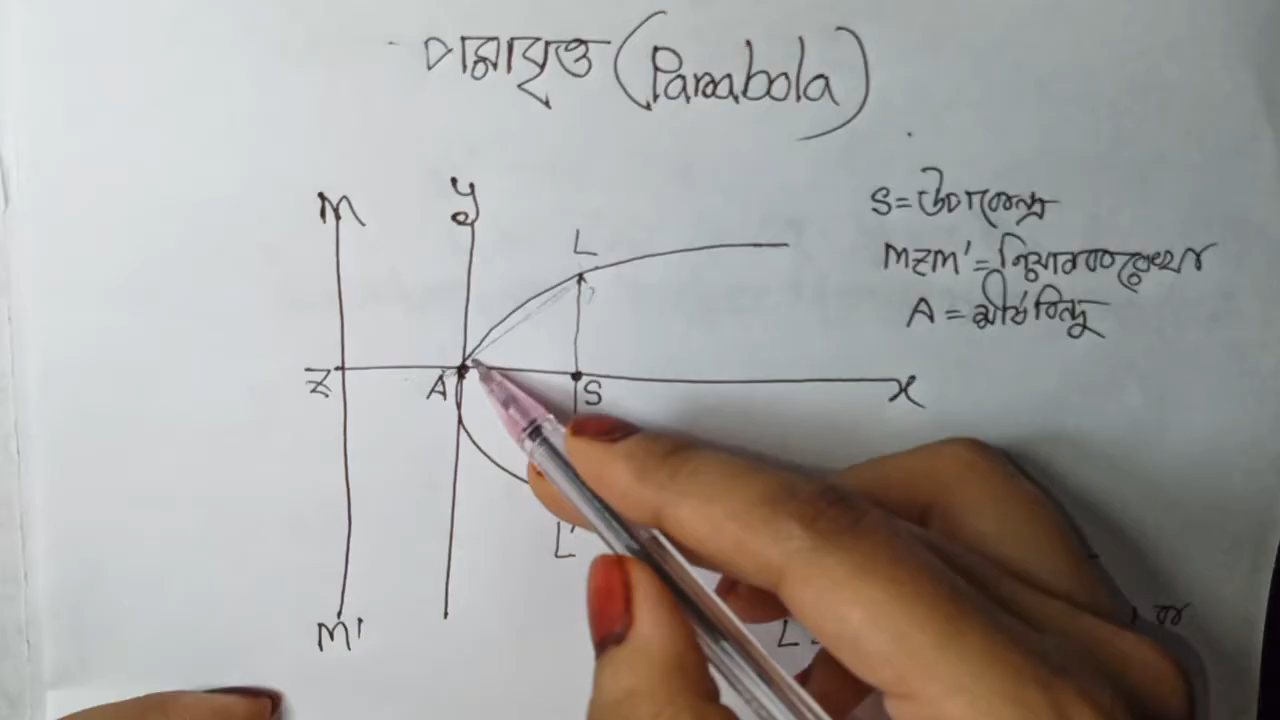 পরাবৃত্ত (Parabola)
M
y
L
S = উপকেন্দ্র
MZM' = নিয়ামকরেখা
A = শীর্ষবিন্দু
Z
A
S
x
L'
M'
L